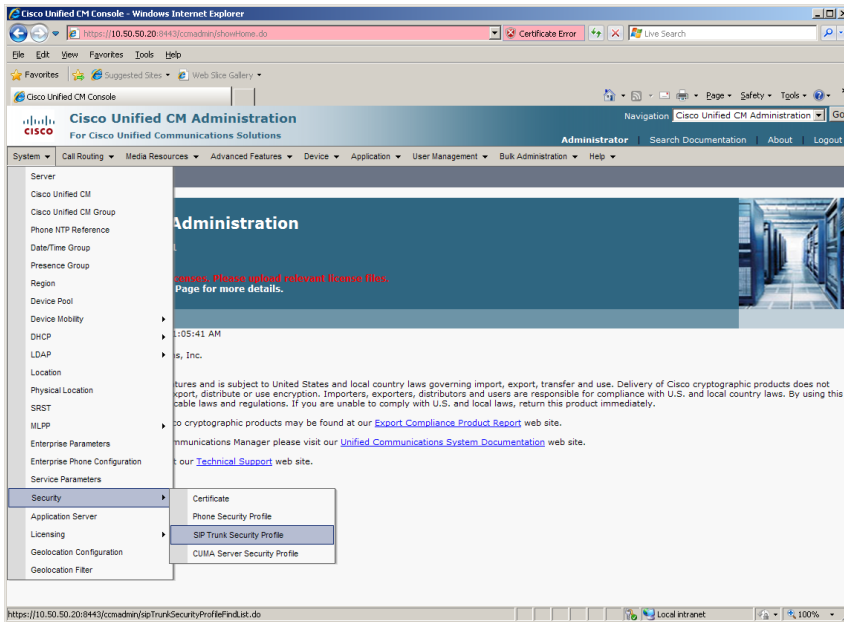 Cisco Unified CM Console - Windows Internet Explorer
https://10.50.50.20:8443/ccmadmin/showHome.do
Certificate Error
Live Search
File Edit View Favorites Tools Help
Favorites
Suggested Sites
Web Slice Gallery
Cisco Unified CM Console
Page
Safety
Tools
CISCO
Cisco Unified CM Administration
For Cisco Unified Communications Solutions
Navigation Cisco Unified CM Administration Go
Administrator | Search Documentation | About | Logout
System Call Routing Media Resources Advanced Features Device Application User Management Bulk Administration Help
Server
Cisco Unified CM
Cisco Unified CM Group
Phone NTP Reference
Date/Time Group
Presence Group
Region
Device Pool
Device Mobility
DHCP
LDAP
Location
Physical Location
SRST
MLPP
Enterprise Parameters
Enterprise Phone Configuration
Service Parameters
Security
Application Server
Licensing
Geolocation Configuration
Geolocation Filter
Certificate
Phone Security Profile
SIP Trunk Security Profile
CUMA Server Security Profile
Administration
Please upload relevant license files.
Page for more details.
1:05:41 AM
s, Inc.
tures and is subject to United States and local country laws governing import, export, transfer and use. Delivery of Cisco cryptographic products does not
xport, distribute or use encryption. Importers, exporters, distributors and users are responsible for compliance with U.S. and local country laws. By using this
cable laws and regulations. If you are unable to comply with U.S. and local laws, return this product immediately.
co cryptographic products may be found at our Export Compliance Product Report web site.
mmunications Manager please visit our Unified Communications System Documentation web site.
t our Technical Support web site.
https://10.50.50.20:8443/ccmadmin/sipTrunkSecurityProfileFindList.do
Local intranet
100%